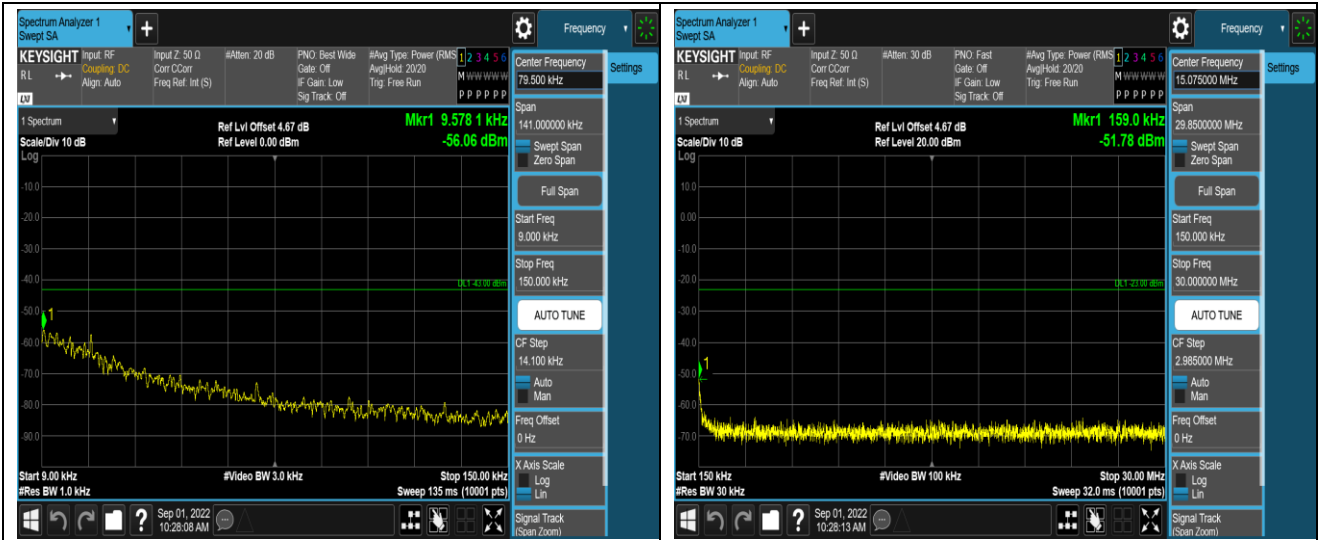 Spectrum Analyzer 1
Swept SA
+
Frequency
KEYSIGHT
RL
LXI
Input: RF
Coupling: DC
Align: Auto
Input Z: 50 Ω
Corr CCorr
Freq Ref: Int (S)
#Atten: 20 dB
PNO: Best Wide
Gate: Off
IF Gain: Low
Sig Track: Off
#Avg Type: Power (RMS
Avg|Hold: 20/20
Trig: Free Run
1 2 3 4 5 6
M W W W W W
P P P P P P
1 Spectrum
Scale/Div 10 dB
Ref Lvl Offset 4.67 dB
Ref Level 0.00 dBm
Mkr1 9.578 1 kHz
-56.06 dBm
Log
-10.0
-20.0
-30.0
-40.0
-50.0
-60.0
-70.0
-80.0
-90.0
DL1 -43.00 dBm
1
Start 9.00 kHz
#Res BW 1.0 kHz
#Video BW 3.0 kHz
Stop 150.00 kHz
Sweep 135 ms (10001 pts)
Center Frequency
79.500 kHz
Settings
Span
141.000000 kHz
Swept Span
Zero Span
Full Span
Start Freq
9.000 kHz
Stop Freq
150.000 kHz
AUTO TUNE
CF Step
14.100 kHz
Auto
Man
Freq Offset
0 Hz
X Axis Scale
Log
Lin
Signal Track
(Span Zoom)
?
Sep 01, 2022
10:28:08 AM
Spectrum Analyzer 1
Swept SA
+
Frequency
KEYSIGHT
RL
LXI
Input: RF
Coupling: DC
Align: Auto
Input Z: 50 Ω
Corr CCorr
Freq Ref: Int (S)
#Atten: 30 dB
PNO: Fast
Gate: Off
IF Gain: Low
Sig Track: Off
#Avg Type: Power (RMS
Avg|Hold: 20/20
Trig: Free Run
1 2 3 4 5 6
M W W W W W
P P P P P P
1 Spectrum
Scale/Div 10 dB
Ref Lvl Offset 4.67 dB
Ref Level 20.00 dBm
Mkr1 159.0 kHz
-51.78 dBm
Log
10.0
0.00
-10.0
-20.0
-30.0
-40.0
-50.0
-60.0
-70.0
DL1 -23.00 dBm
1
Start 150 kHz
#Res BW 30 kHz
#Video BW 100 kHz
Stop 30.00 MHz
Sweep 32.0 ms (10001 pts)
Center Frequency
15.075000 MHz
Settings
Span
29.8500000 MHz
Swept Span
Zero Span
Full Span
Start Freq
150.000 kHz
Stop Freq
30.000000 MHz
AUTO TUNE
CF Step
2.985000 MHz
Auto
Man
Freq Offset
0 Hz
X Axis Scale
Log
Lin
Signal Track
(Span Zoom)
?
Sep 01, 2022
10:28:13 AM